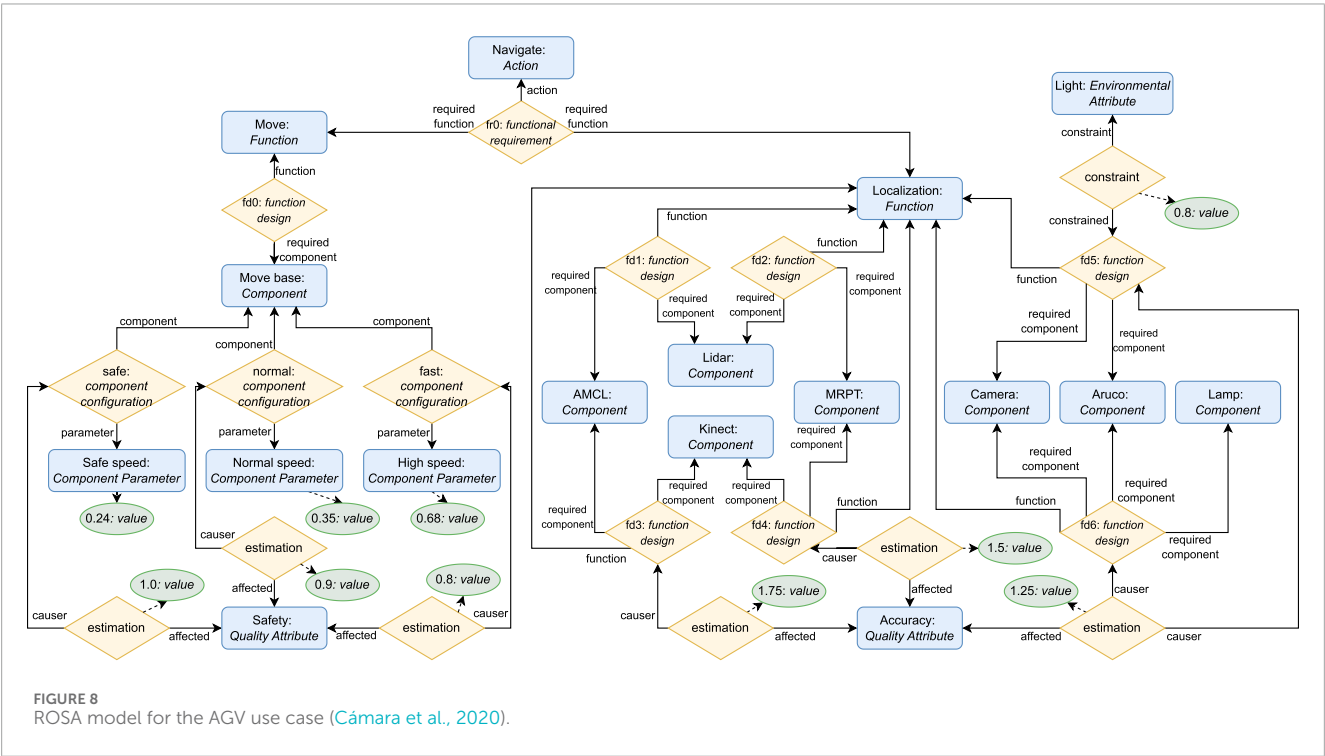 Navigate:
Action
action
required
function
required
function
fr0: functional
requirement
Move:
Function
function
fd0: function
design
required
component
Move base:
Component
component
component
component
safe:
component
configuration
normal:
component
configuration
fast:
component
configuration
parameter
parameter
parameter
Safe speed:
Component Parameter
Normal speed:
Component Parameter
High speed:
Component Parameter
0.24: value
0.35: value
0.68: value
causer
estimation
affected
0.9: value
1.0: value
0.8: value
causer
estimation
affected
Safety:
Quality Attribute
affected
estimation
causer
Light: Environmental
Attribute
constraint
constraint
0.8: value
constrained
Localization:
Function
function
function
fd1: function
design
fd2: function
design
fd5: function
design
function
required
component
required
component
required
component
required
component
required
component
required
component
Lidar:
Component
AMCL:
Component
MRPT:
Component
Camera:
Component
Aruco:
Component
Lamp:
Component
Kinect:
Component
required
component
required
component
required
component
required
component
required
component
required
component
required
component
function
function
fd3: function
design
fd4: function
design
fd6: function
design
function
causer
estimation
1.5: value
affected
1.75: value
1.25: value
causer
causer
estimation
affected
Accuracy:
Quality Attribute
affected
estimation
causer
FIGURE 8
ROSA model for the AGV use case (Cámara et al., 2020).